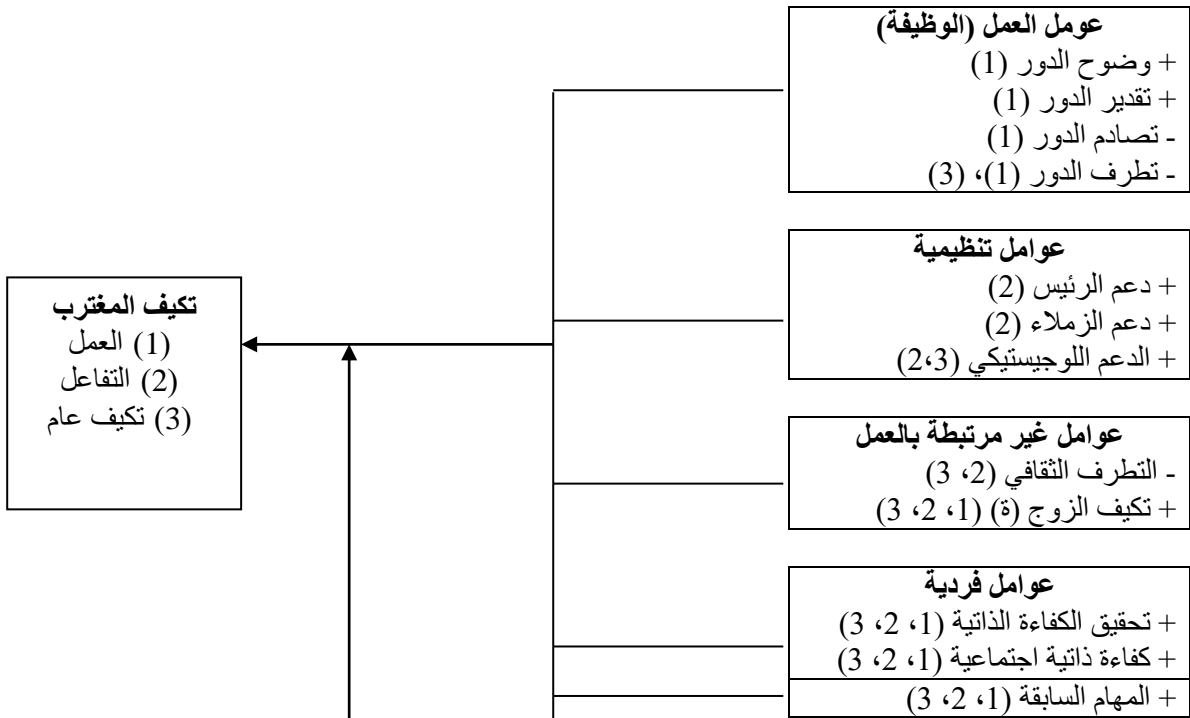 عومل العمل (الوظيفة)
+ وضوح الدور (1)
+ تقدير الدور (1)
- تصادم الدور (1)
- تطرف الدور (1)، (3)
عوامل تنظيمية
+ دعم الرئيس (2)
+ دعم الزملاء (2)
+ الدعم اللوجيستيكي (2،3)
عوامل غير مرتبطة بالعمل
- التطرف الثقافي (2، 3)
+ تكيف الزوج (ة) (1، 2، 3)
عوامل فردية
+ تحقيق الكفاءة الذاتية (1، 2، 3)
+ كفاءة ذاتية اجتماعية (1، 2، 3)
+ المهام السابقة (1، 2، 3)
تكيف المغترب
(1) العمل
(2) التفاعل
(3) تكيف عام